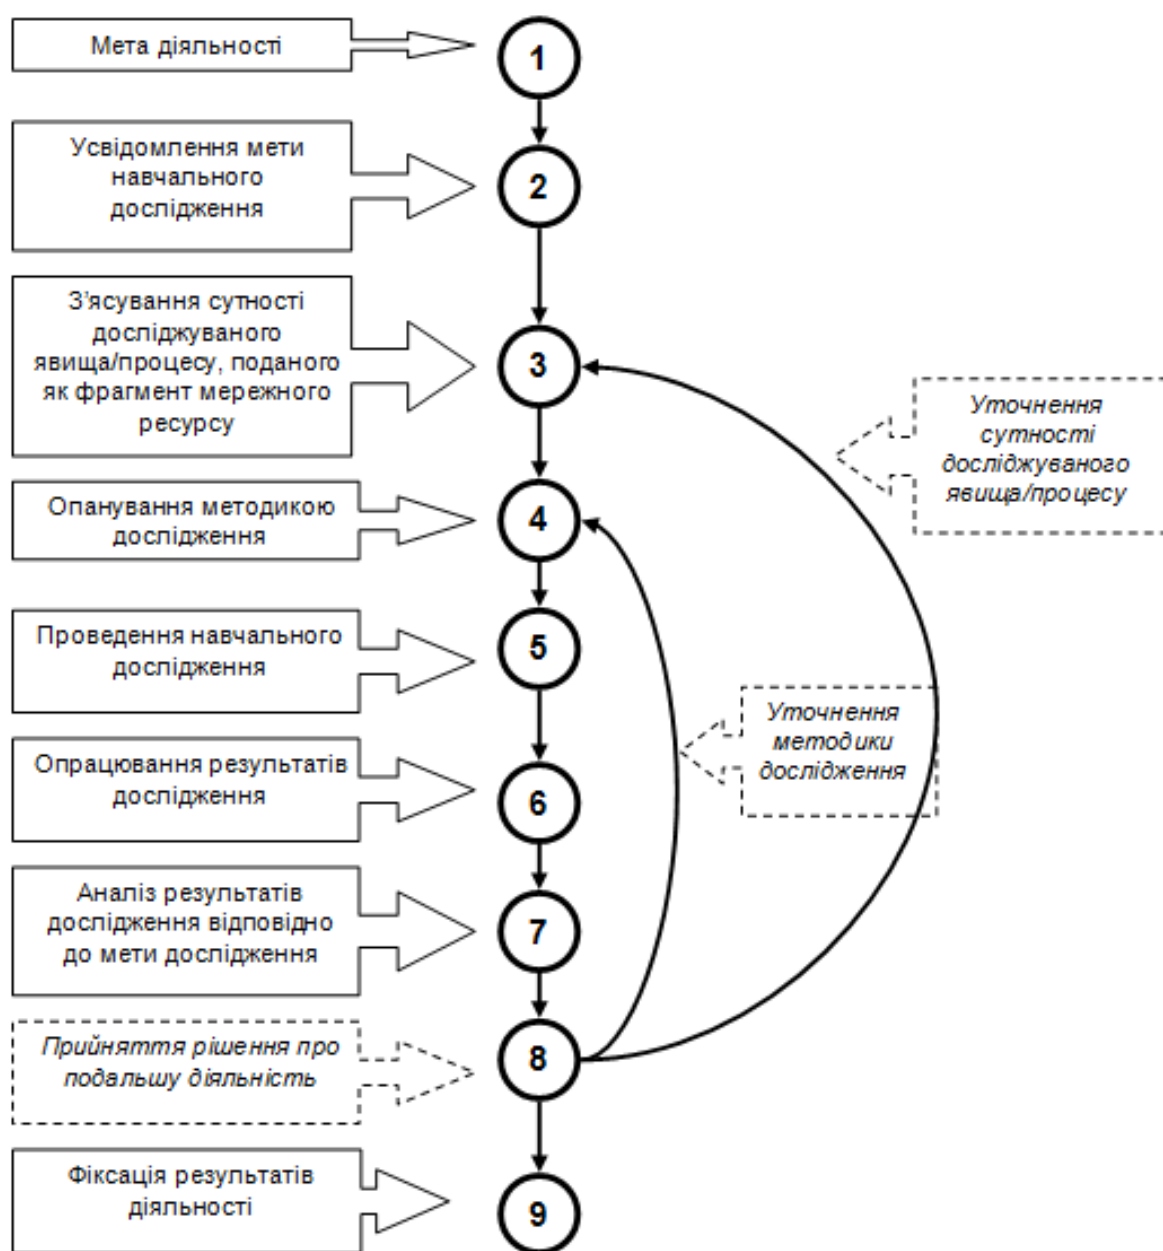 Мета діяльності
1
Усвідомлення мети
навчального
дослідження
2
З'ясування сутності
досліджуваного
явища/процесу, поданого
як фрагмент мережного
ресурсу
3
Уточнення
сутності
досліджуваного
явища/процесу
Опанування методикою
дослідження
4
Проведення навчального
дослідження
5
Уточнення
методики
дослідження
Опрацювання результатів
дослідження
6
Аналіз результатів
дослідження відповідно
до мети дослідження
7
Прийняття рішення про
подальшу діяльність
8
Фіксація результатів
діяльності
9